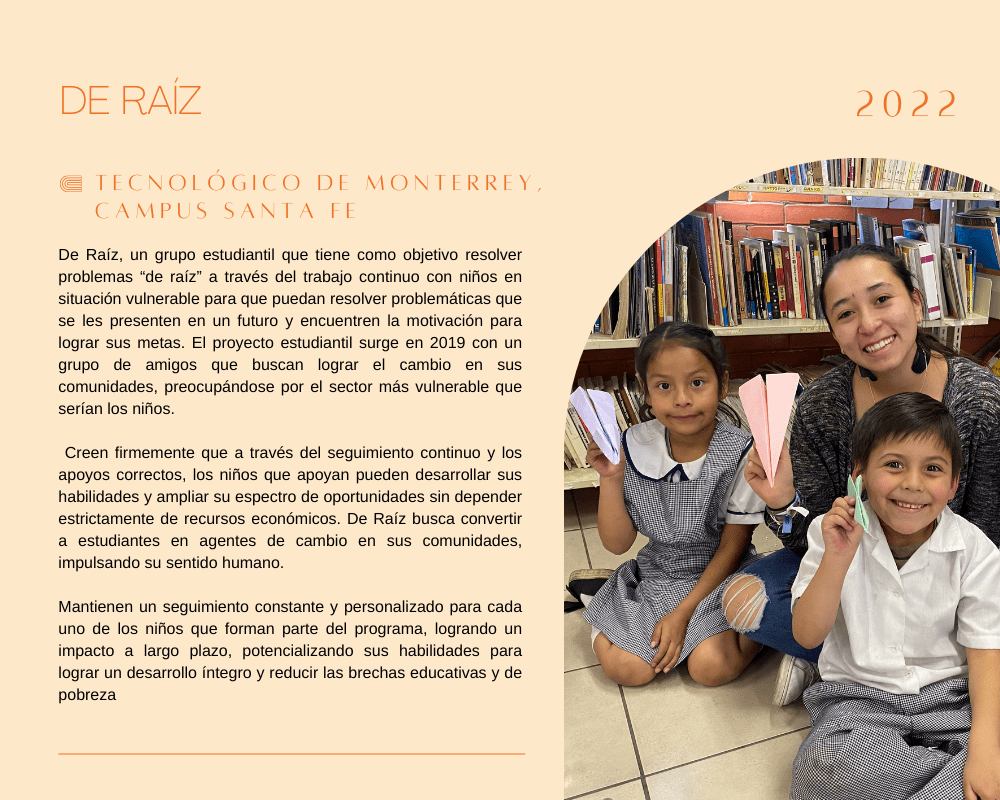 DE RAÍZ
2022
TECNOLÓGICO DE MONTERREY,
CAMPUS SANTA FE
De Raíz, un grupo estudiantil que tiene como objetivo resolver
problemas “de raíz” a través del trabajo continuo con niños en
situación vulnerable para que puedan resolver problemáticas que
se les presenten en un futuro y encuentren la motivación para
lograr sus metas. El proyecto estudiantil surge en 2019 con un
grupo de amigos que buscan lograr el cambio en sus
comunidades, preocupándose por el sector más vulnerable que
serían los niños.
Creen firmemente que a través del seguimiento continuo y los
apoyos correctos, los niños que apoyan pueden desarrollar sus
habilidades y ampliar su espectro de oportunidades sin depender
estrictamente de recursos económicos. De Raíz busca convertir
a estudiantes en agentes de cambio en sus comunidades,
impulsando su sentido humano.
Mantienen un seguimiento constante y personalizado para cada
uno de los niños que forman parte del programa, logrando un
impacto a largo plazo, potencializando sus habilidades para
lograr un desarrollo íntegro y reducir las brechas educativas y de
pobreza